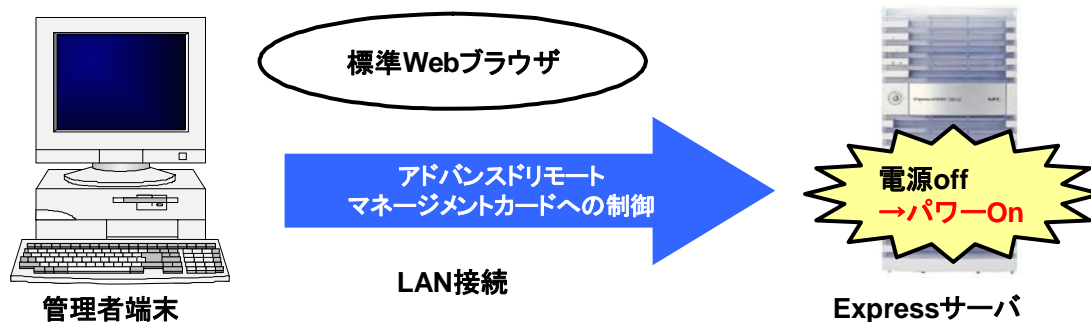 標準Webブラウザ
アドバンスドリモート
マネージメントカードへの制御
電源off
→パワーOn
LAN接続
管理者端末
Expressサーバ